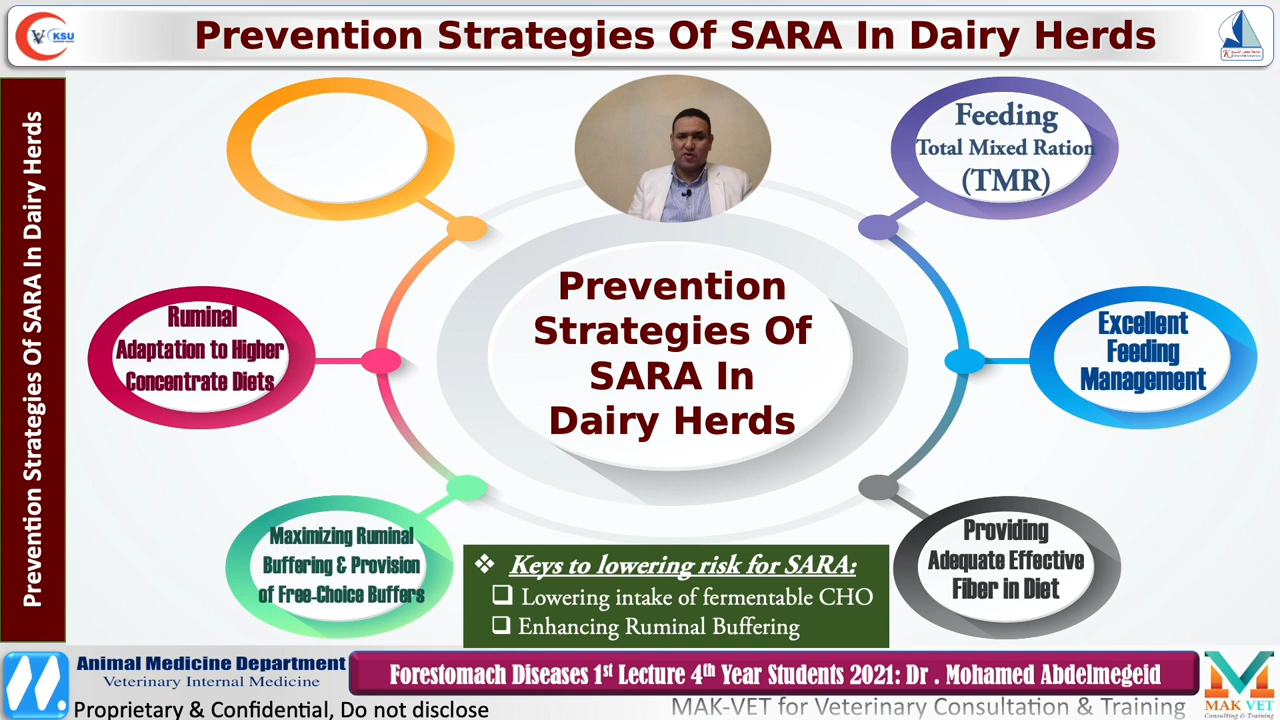 KSU
Prevention Strategies Of SARA In Dairy Herds
Prevention Strategies Of SARA In Dairy Herds
Feeding
Total Mixed Ration
(TMR)
Ruminal
Adaptation to Higher
Concentrate Diets
Prevention
Strategies Of
SARA In
Dairy Herds
Excellent
Feeding
Management
Maximizing Ruminal
Buffering & Provision
of Free-Choice Buffers
❖ Keys to lowering risk for SARA:
❑ Lowering intake of fermentable CHO
❑ Enhancing Ruminal Buffering
Providing
Adequate Effective
Fiber in Diet
Animal Medicine Department
Veterinary Internal Medicine
Forestomach Diseases 1st Lecture 4th Year Students 2021: Dr . Mohamed Abdelmegeid
Proprietary & Confidential, Do not disclose
MAK-VET for Veterinary Consultation & Training
MAK VET
Consulting & Training